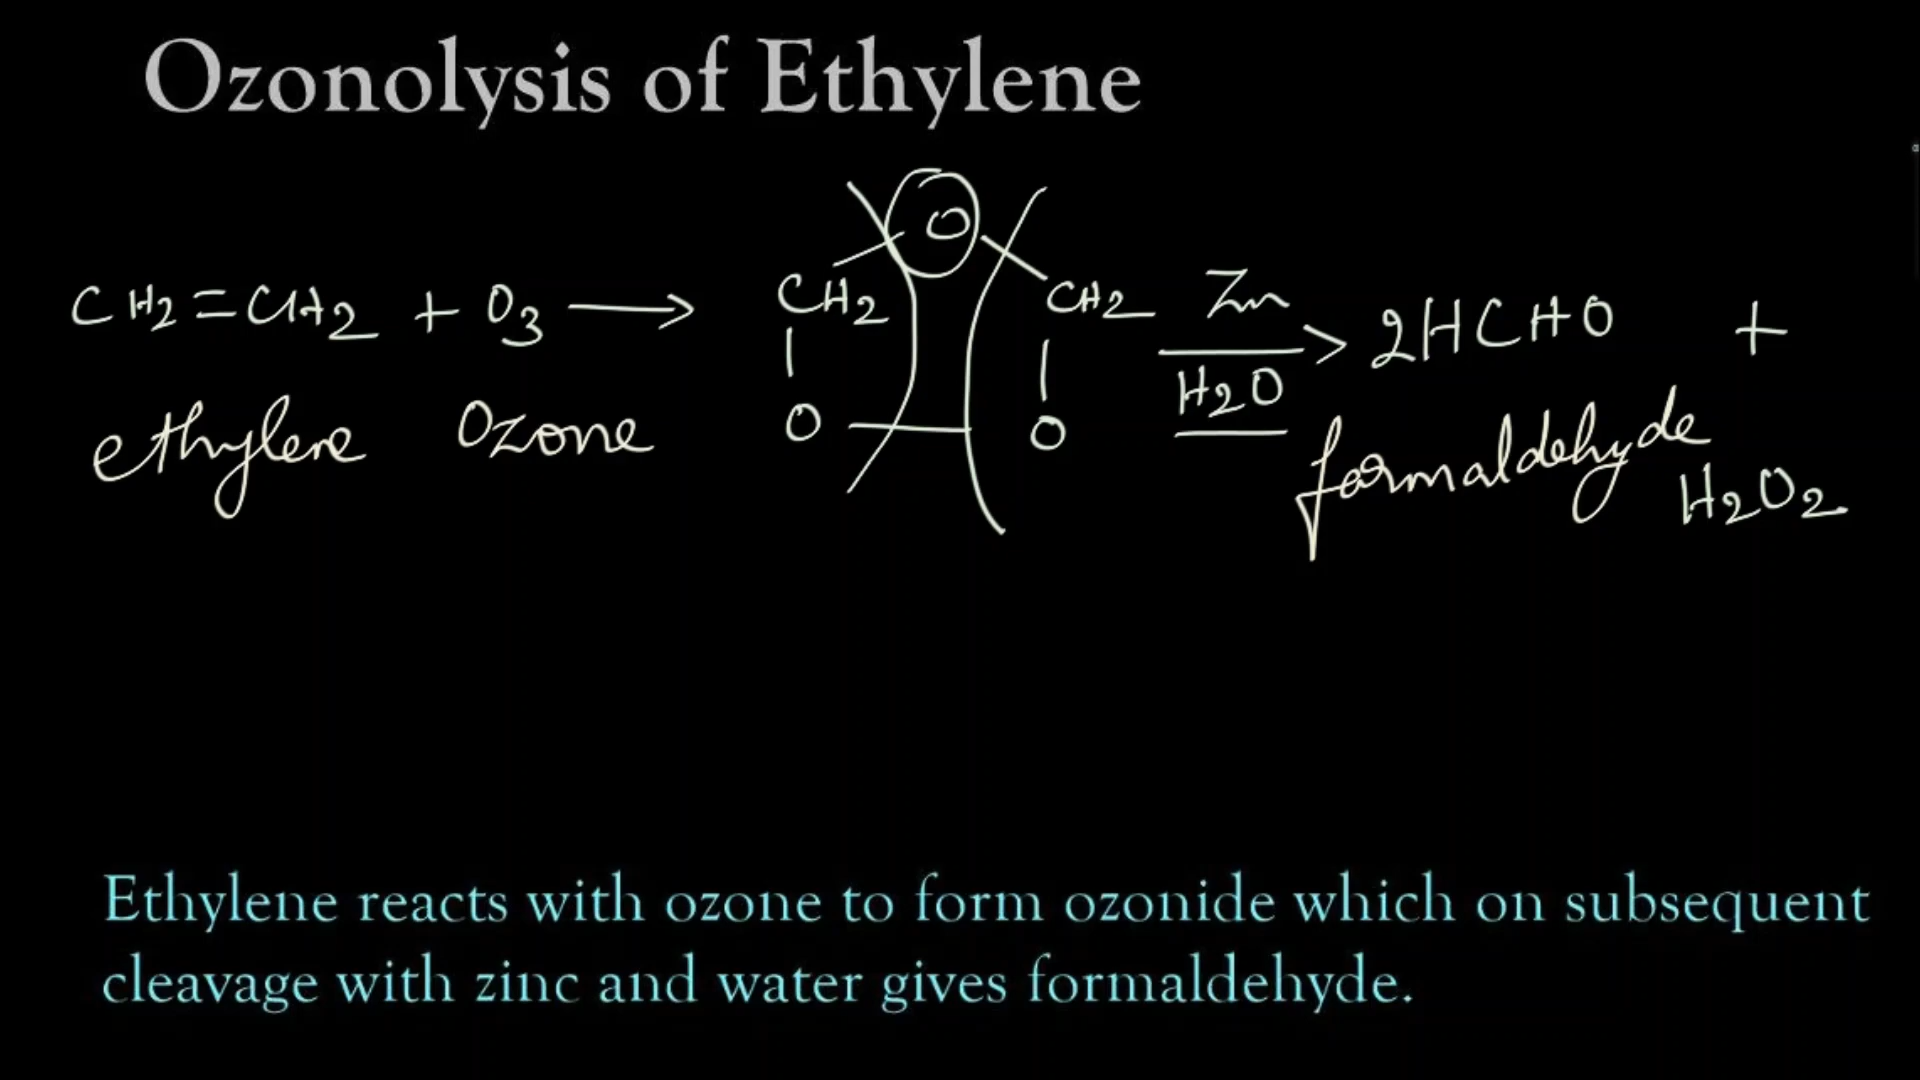 Ozonolysis of Ethylene
O
CH2=CH2 + O3 → CH2 CH2 Zn > 2HCHO +
H2O
ethylene Ozone O — O formaldehyde
H2O2
Ethylene reacts with ozone to form ozonide which on subsequent
cleavage with zinc and water gives formaldehyde.